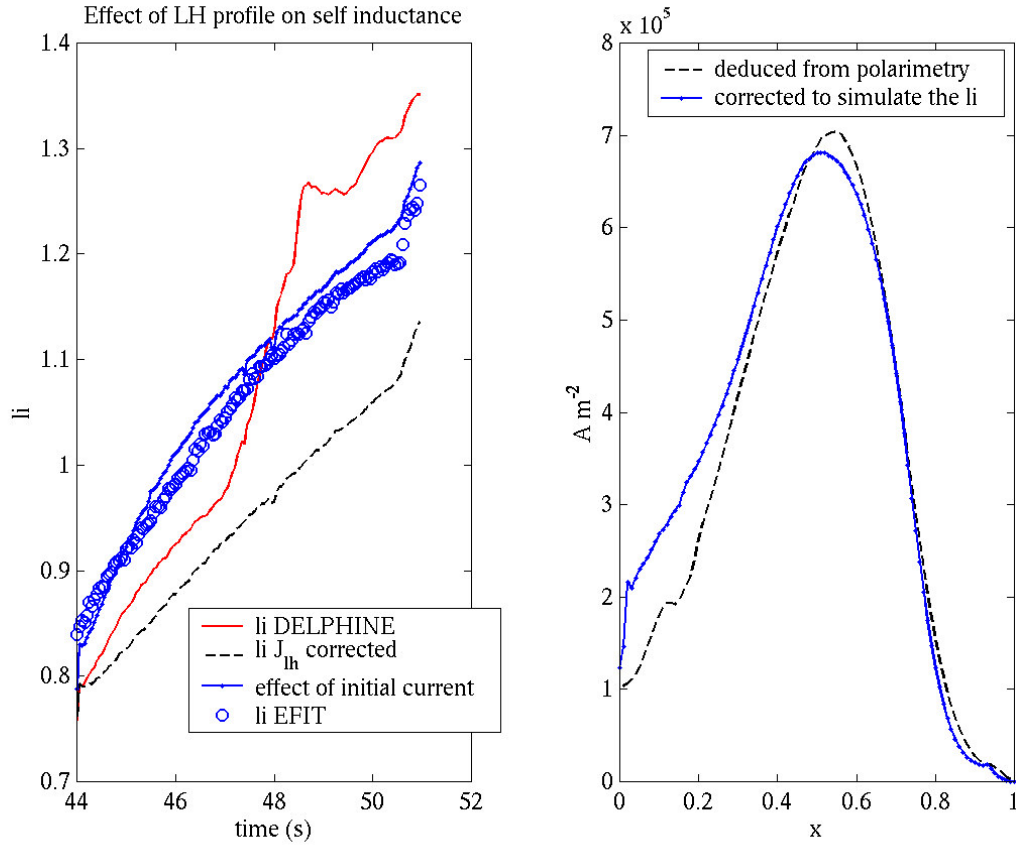 Effect of LH profile on self inductance
1.4
1.3
1.2
1.1
1
0.9
0.8
0.7
li
44
46
48
50
52
time (s)
li DELPHINE
li J_lh corrected
effect of initial current
li EFIT
x 10^5
8
7
6
5
4
3
2
1
0
A m^-2
0
0.2
0.4
0.6
0.8
1
x
deduced from polarimetry
corrected to simulate the li